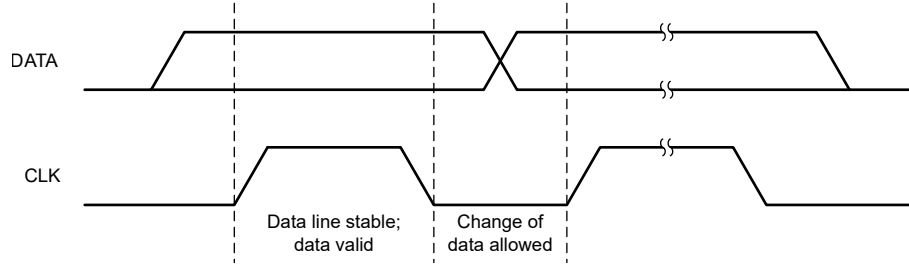 DATA
CLK
Data line stable;
data valid
Change of
data allowed